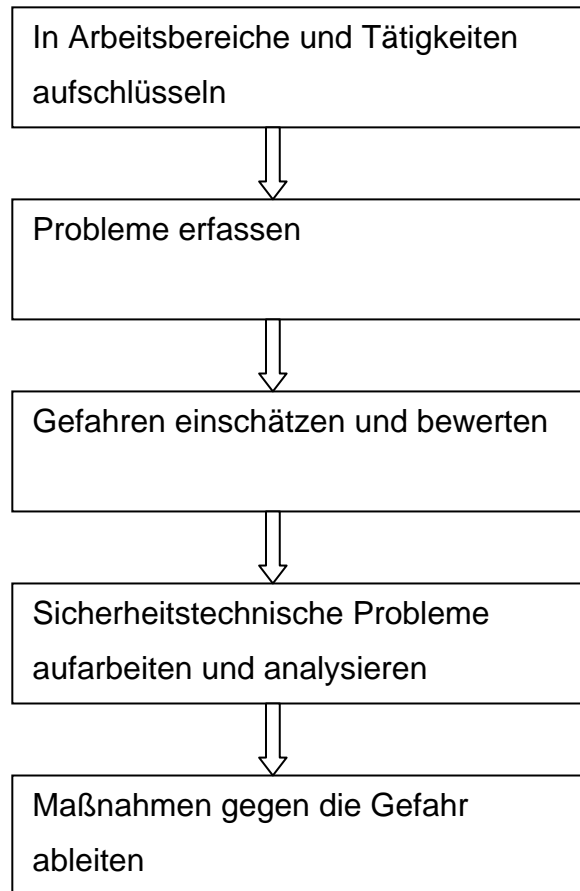 In Arbeitsbereiche und Tätigkeiten
aufschlüsseln
Probleme erfassen
Gefahren einschätzen und bewerten
Sicherheitstechnische Probleme
aufarbeiten und analysieren
Maßnahmen gegen die Gefahr
ableiten